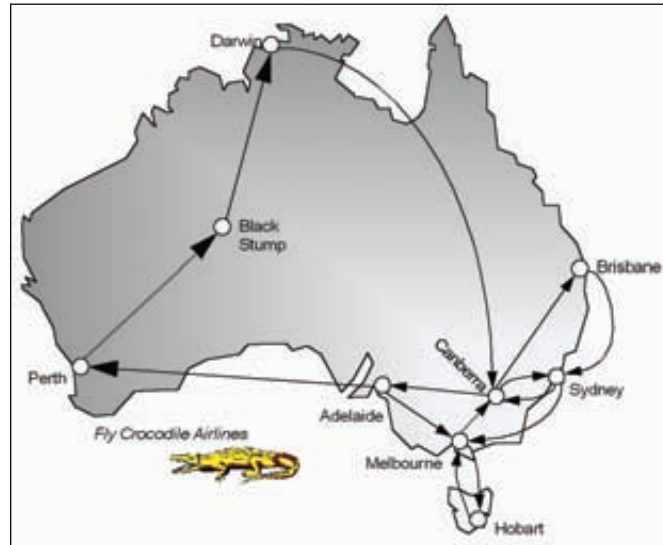 Darwin
Black
Stump
Brisbane
Canberra
Perth
Sydney
Adelaide
Fly Crocodile Airlines
Melbourne
Hobart